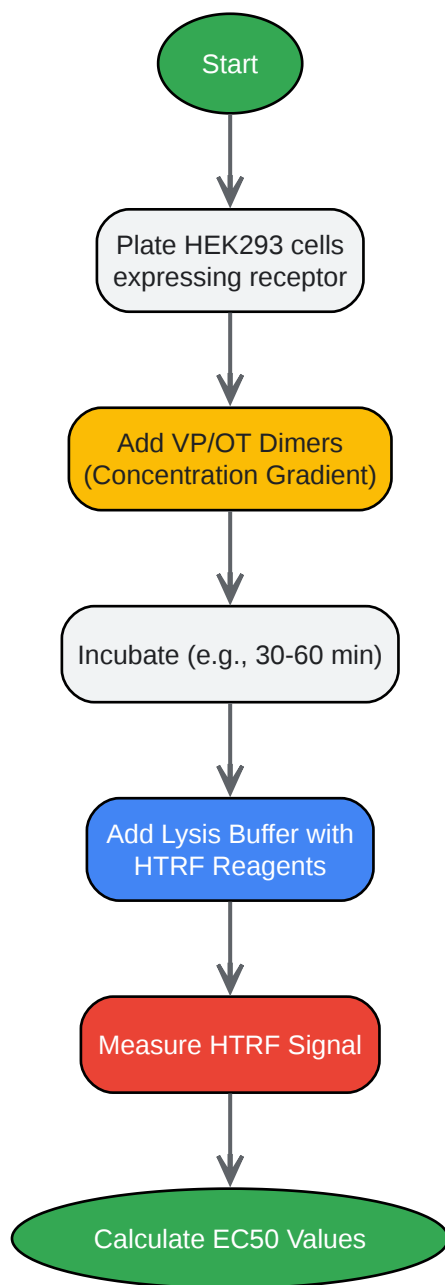 Start
Plate HEK293 cells
expressing receptor
Add VP/OT Dimers
(Concentration Gradient)
Incubate (e.g., 30-60 min)
Add Lysis Buffer with
HTRF Reagents
Measure HTRF Signal
Calculate EC50 Values